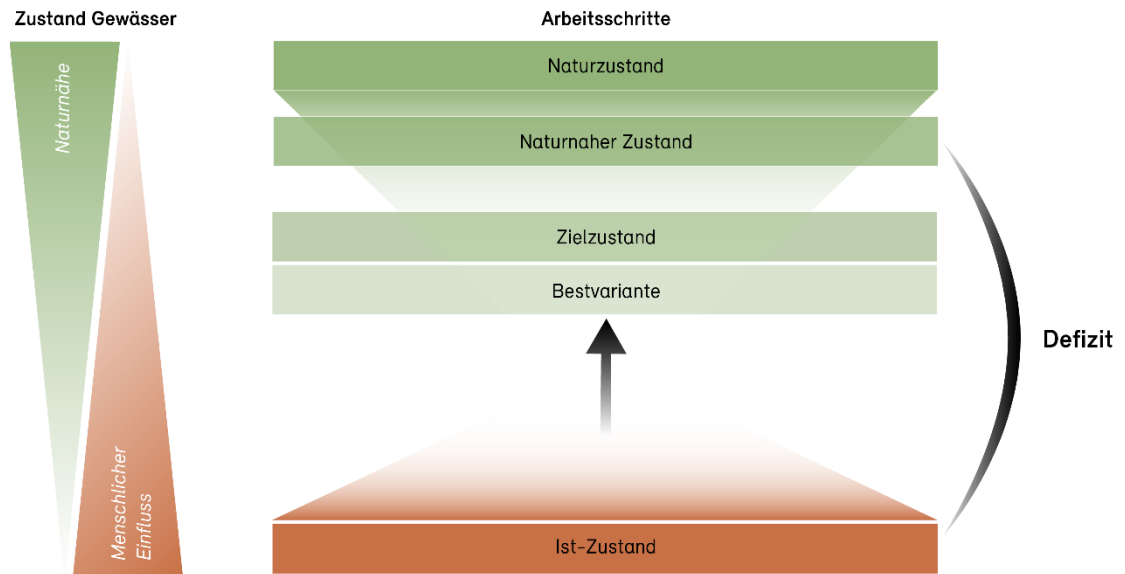 Zustand Gewässer
Arbeitsschritte
Naturnähe
Naturzustand
Naturnaher Zustand
Zielzustand
Bestvariante
Defizit
Menschlicher
Einfluss
Ist-Zustand